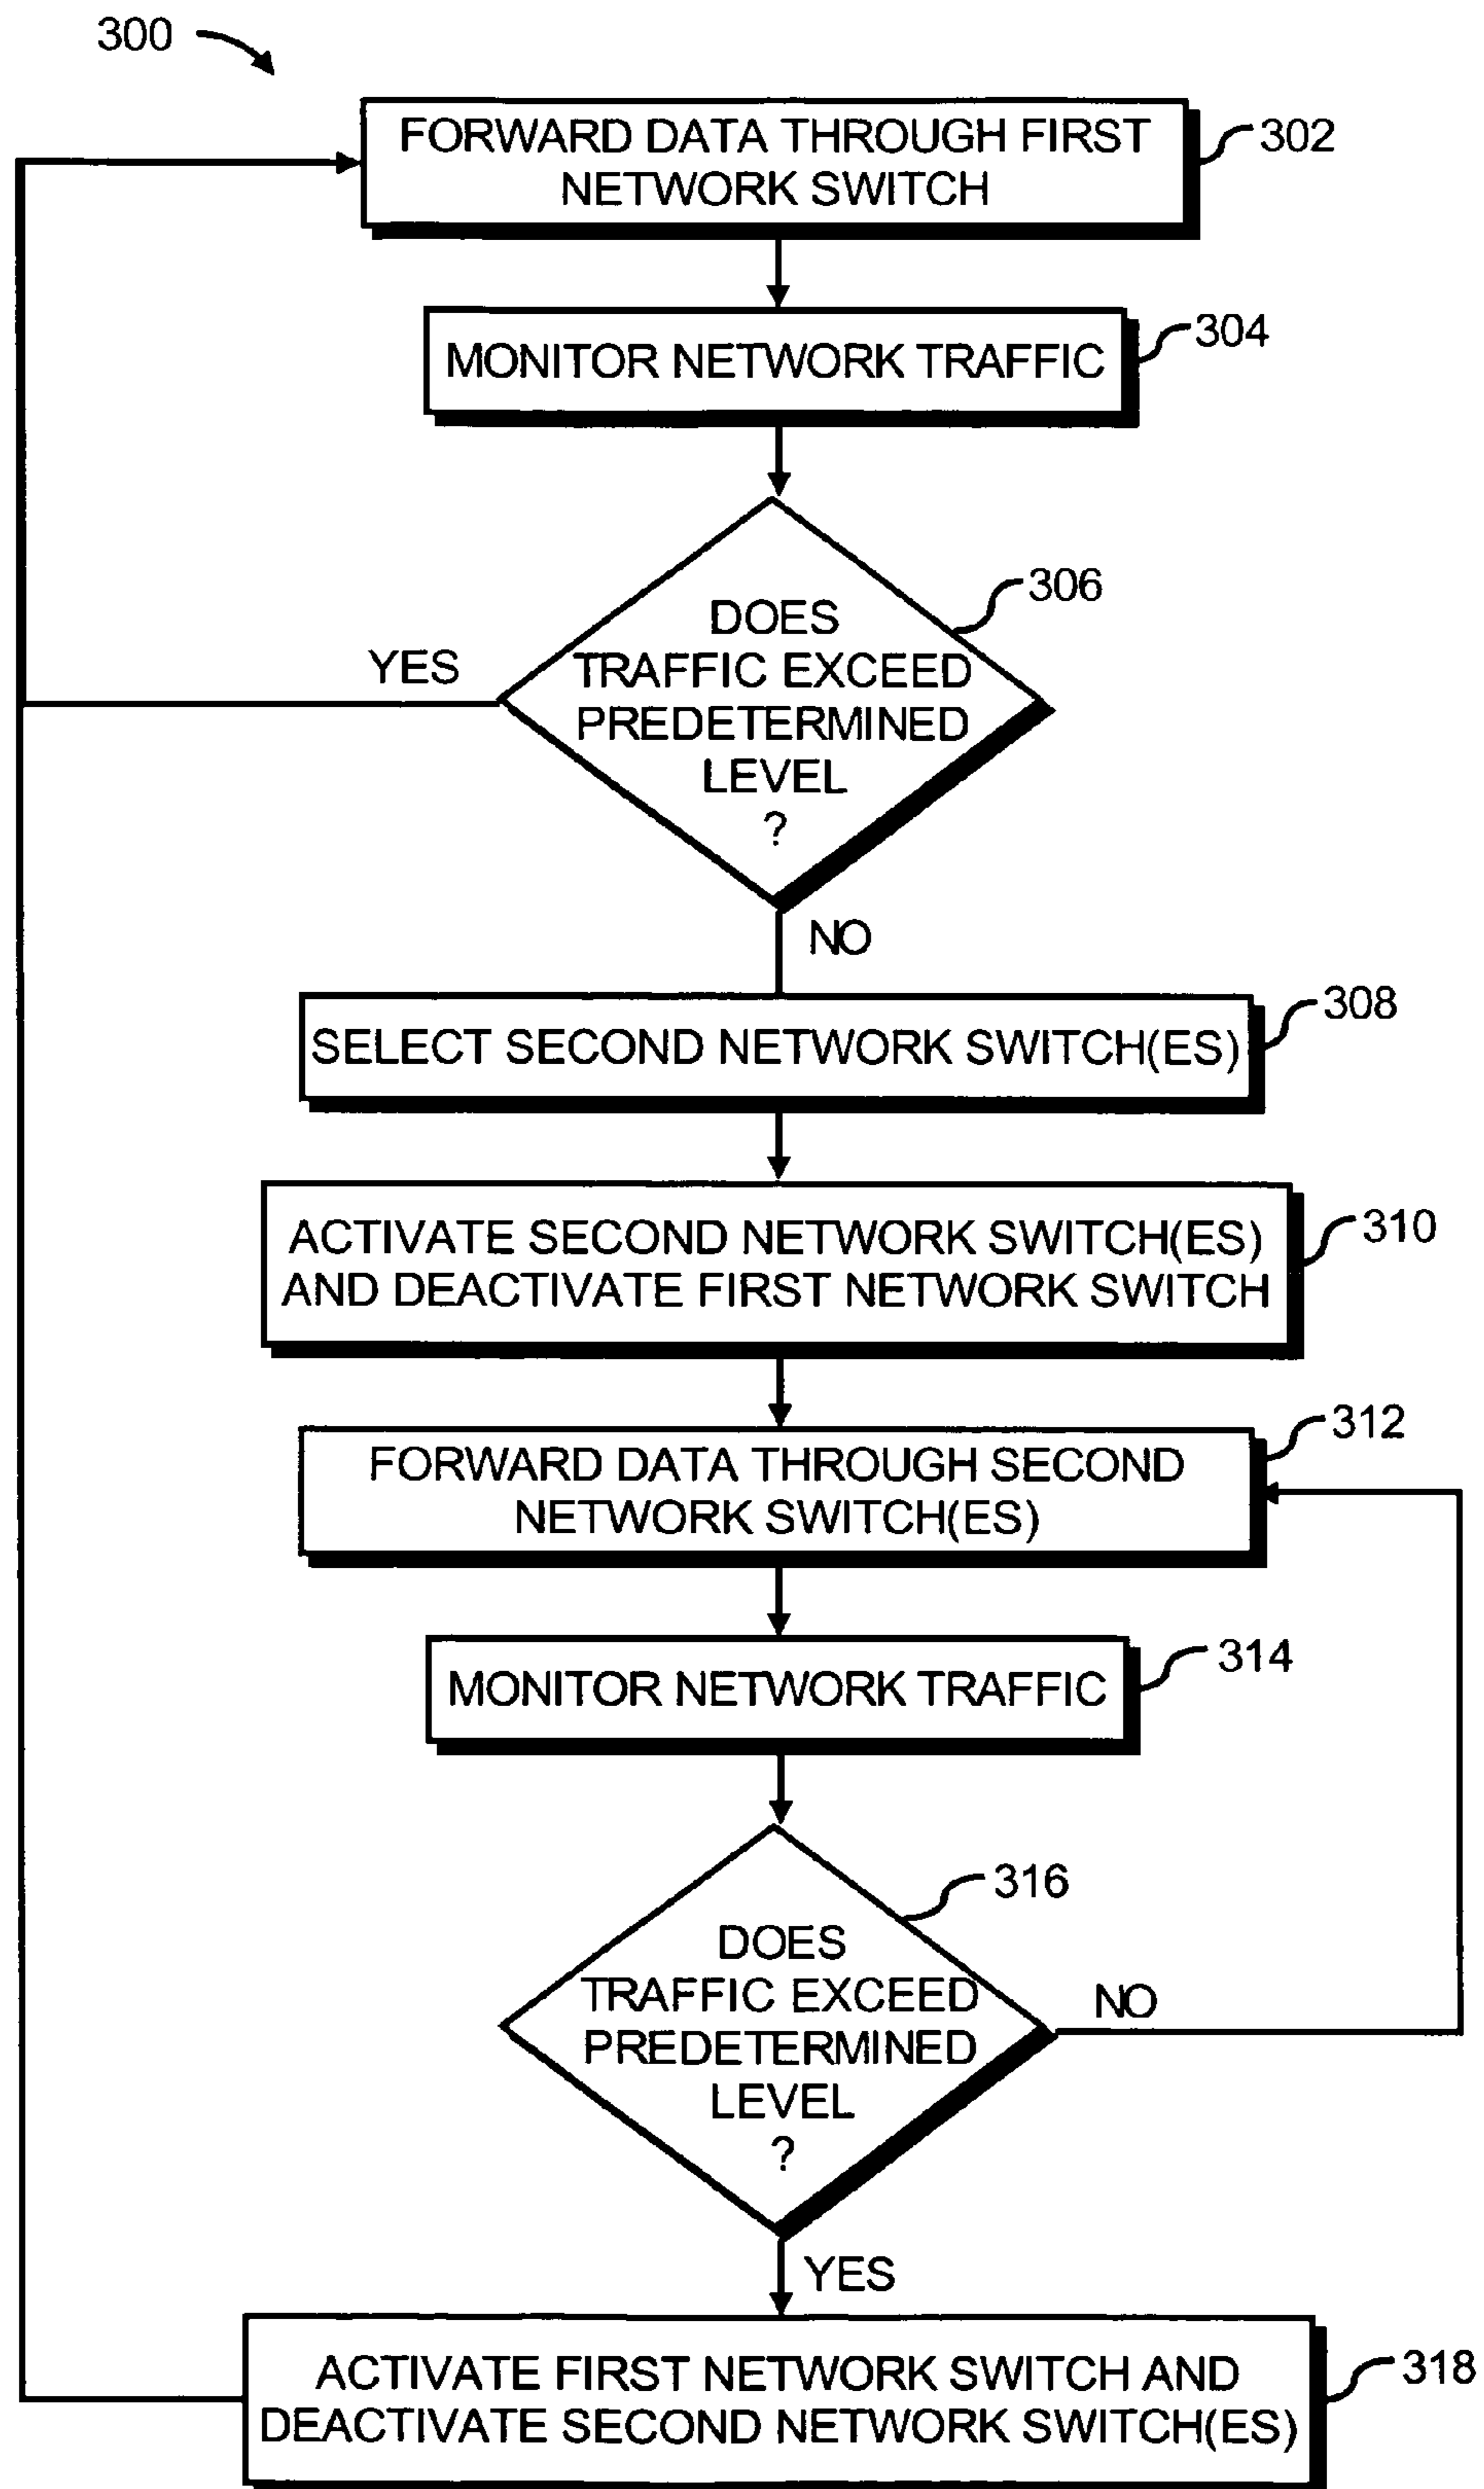 300
FORWARD DATA THROUGH FIRST
NETWORK SWITCH
302
MONITOR NETWORK TRAFFIC
304
DOES
TRAFFIC EXCEED
PREDETERMINED
LEVEL
?
306
YES
NO
SELECT SECOND NETWORK SWITCH(ES)
308
ACTIVATE SECOND NETWORK SWITCH(ES)
AND DEACTIVATE FIRST NETWORK SWITCH
310
FORWARD DATA THROUGH SECOND
NETWORK SWITCH(ES)
312
MONITOR NETWORK TRAFFIC
314
DOES
TRAFFIC EXCEED
PREDETERMINED
LEVEL
?
316
NO
YES
ACTIVATE FIRST NETWORK SWITCH AND
DEACTIVATE SECOND NETWORK SWITCH(ES)
318